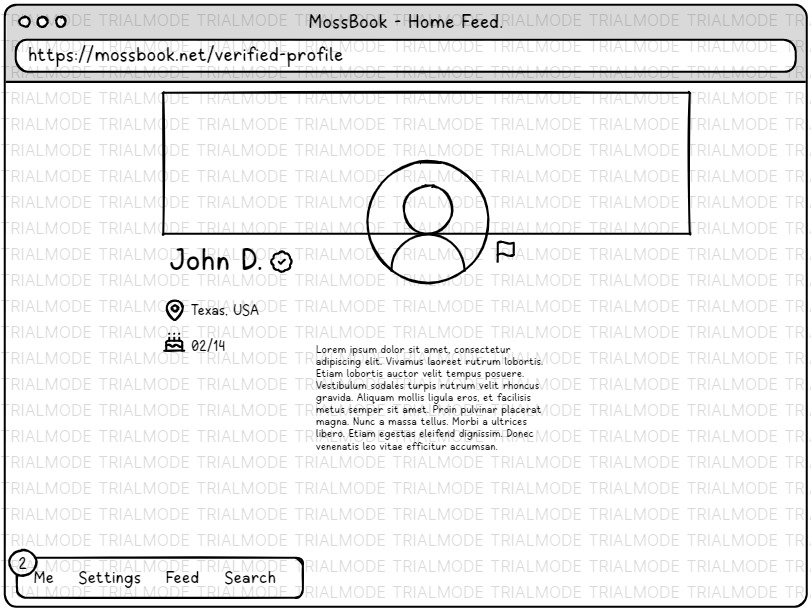 MossBook - Home Feed.
https://mossbook.net/verified-profile
John D.
Texas, USA
02/14
Lorem ipsum dolor sit amet, consectetur
adipiscing elit. Vivamus laoreet rutrum lobortis.
Etiam lobortis auctor velit tempus posuere.
Vestibulum sodales turpis rutrum velit rhoncus
gravida. Aliquam mollis ligula eros, et facilisis
metus semper sit amet. Proin pulvinar placerat
magna. Nunc a massa tellus. Morbi a ultrices
libero. Etiam egestas eleifend dignissim. Donec
venenatis leo vitae efficitur accumsan.
2
Me Settings Feed Search
TRIALMODE